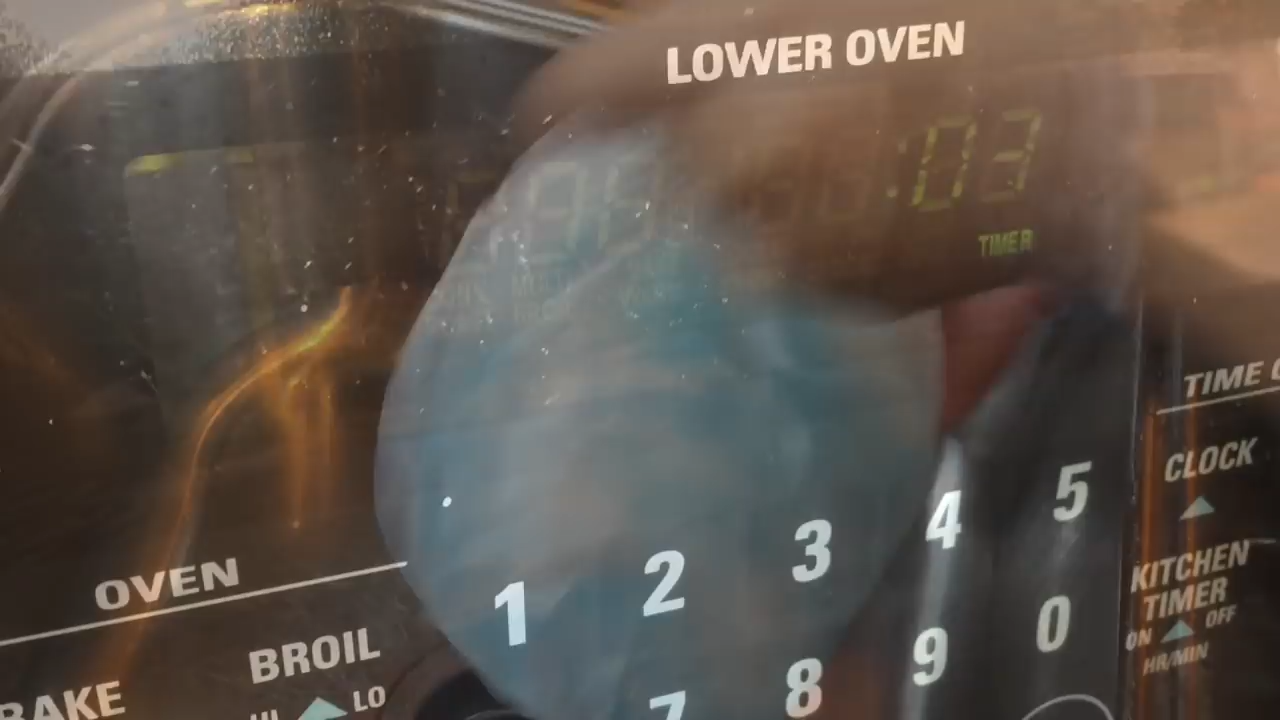 LOWER OVEN
:03
TIMER
TIME
CLOCK
5
4
3
2
1
KITCHEN
TIMER
ON OFF
HR/MIN
OVEN
0
9
8
7
BROIL
LO
BAKE